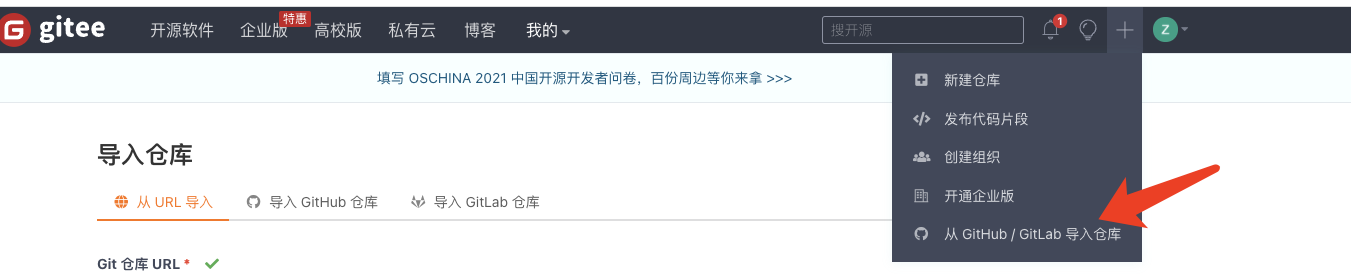 G gitee 开源软件 企业版 特惠 高校版 私有云 博客 我的 搜开源 1 Z
填写 OSCHINA 2021 中国开源开发者问卷，百份周边等你来拿 >>>
新建仓库
发布代码片段
创建组织
开通企业版
从 GitHub / GitLab 导入仓库
导入仓库
从 URL 导入 导入 GitHub 仓库 导入 GitLab 仓库
Git 仓库 URL *